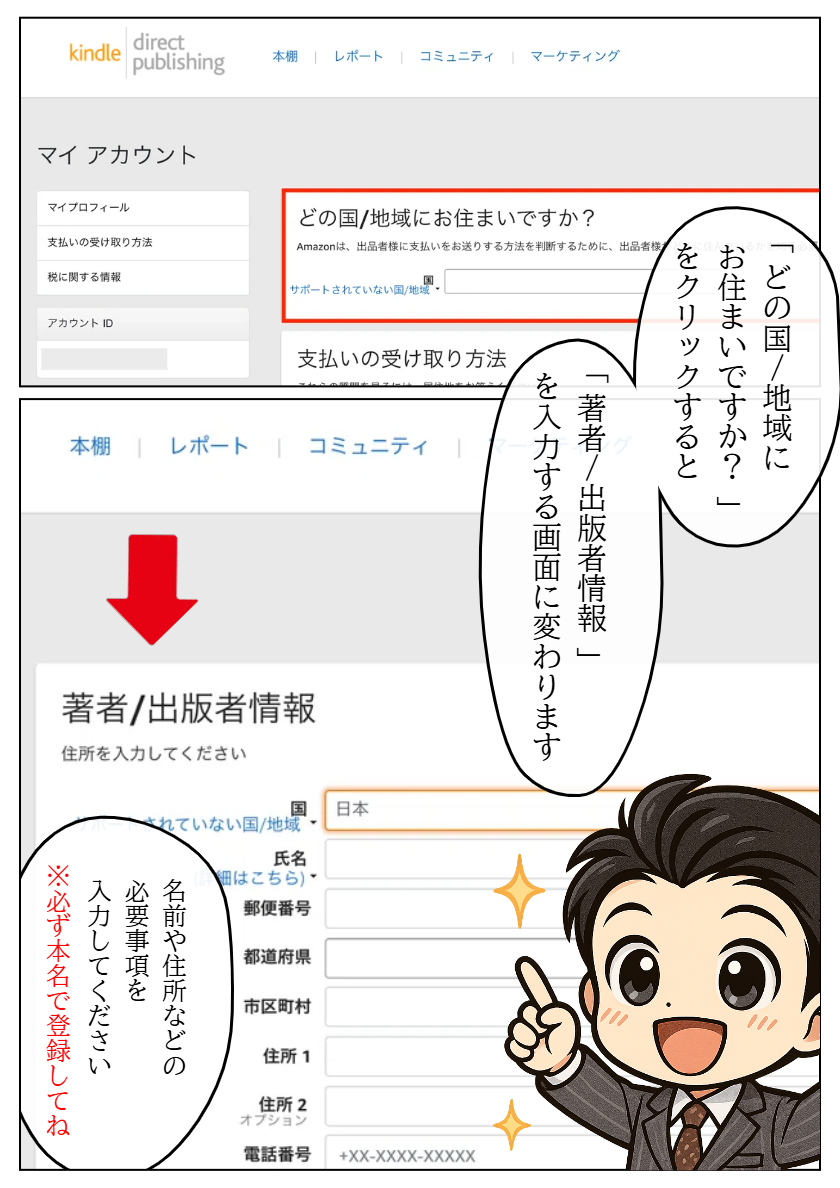 kindle direct publishing
本棚 | レポート | コミュニティ | マーケティング
マイ アカウント
マイプロフィール
支払いの受け取り方法
税に関する情報
アカウント ID
どの国/地域にお住まいですか？
Amazonは、出品者様に支払いをお送りする方法を判断するために、出品者様
国
サポートされていない国/地域
支払いの受け取り方法
「どの国/地域に
お住まいですか？」
をクリックすると
「著者/出版者情報」
を入力する画面に変わります
本棚 | レポート | コミュニティ | マーケティング
著者/出版者情報
住所を入力してください
国
サポートされていない国/地域
日本
氏名
(詳細はこちら)
郵便番号
都道府県
市区町村
住所 1
住所 2
オプション
電話番号
+XX-XXXX-XXXXX
名前や住所などの
必要事項を
入力してください
※必ず本名で登録してね